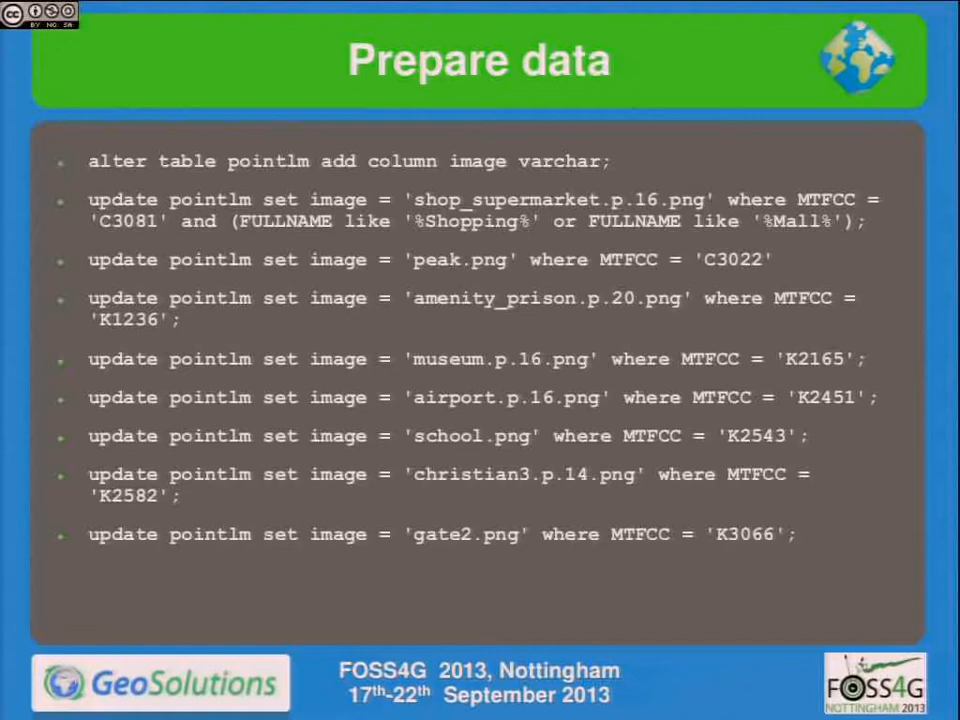 CC BY NC SA
Prepare data
alter table pointlm add column image varchar;
update pointlm set image = 'shop_supermarket.p.16.png' where MTFCC =
'C3081' and (FULLNAME like '%Shopping%' or FULLNAME like '%Mall%');
update pointlm set image = 'peak.png' where MTFCC = 'C3022'
update pointlm set image = 'amenity_prison.p.20.png' where MTFCC =
'K1236';
update pointlm set image = 'museum.p.16.png' where MTFCC = 'K2165';
update pointlm set image = 'airport.p.16.png' where MTFCC = 'K2451';
update pointlm set image = 'school.png' where MTFCC = 'K2543';
update pointlm set image = 'christian3.p.14.png' where MTFCC =
'K2582';
update pointlm set image = 'gate2.png' where MTFCC = 'K3066';
GeoSolutions
FOSS4G 2013, Nottingham
17th-22th September 2013
FOSS4G
NOTTINGHAM 2013